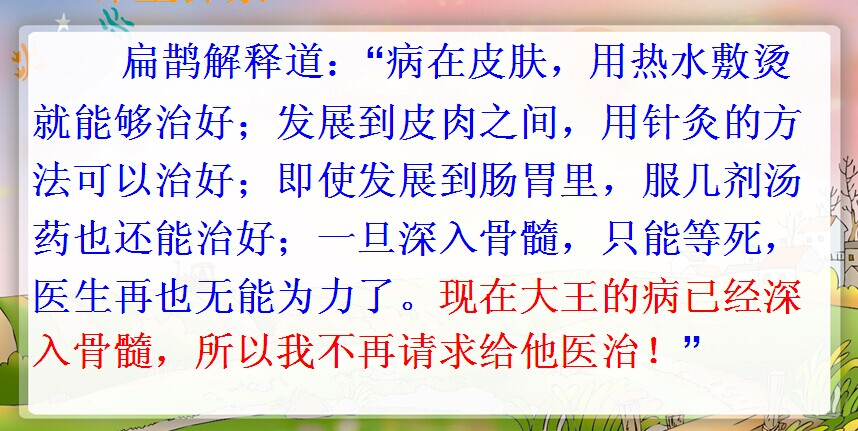 扁鹊解释道：“病在皮肤，用热水敷烫
就能够治好；发展到皮肉之间，用针灸的方
法可以治好；即使发展到肠胃里，服几剂汤
药也还能治好；一旦深入骨髓，只能等死，
医生再也无能为力了。现在大王的病已经深
入骨髓，所以我不再请求给他医治！”